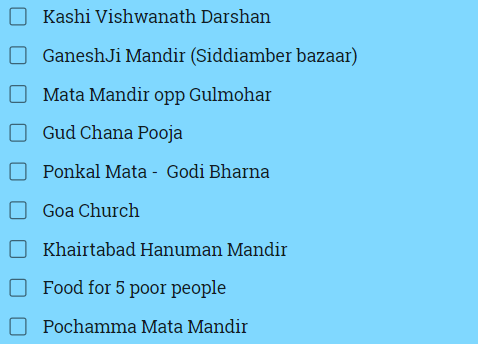 Kashi Vishwanath Darshan
GaneshJi Mandir (Siddiamber bazaar)
Mata Mandir opp Gulmohar
Gud Chana Pooja
Ponkal Mata -  Godi Bharna
Goa Church
Khairtabad Hanuman Mandir
Food for 5 poor people
Pochamma Mata Mandir